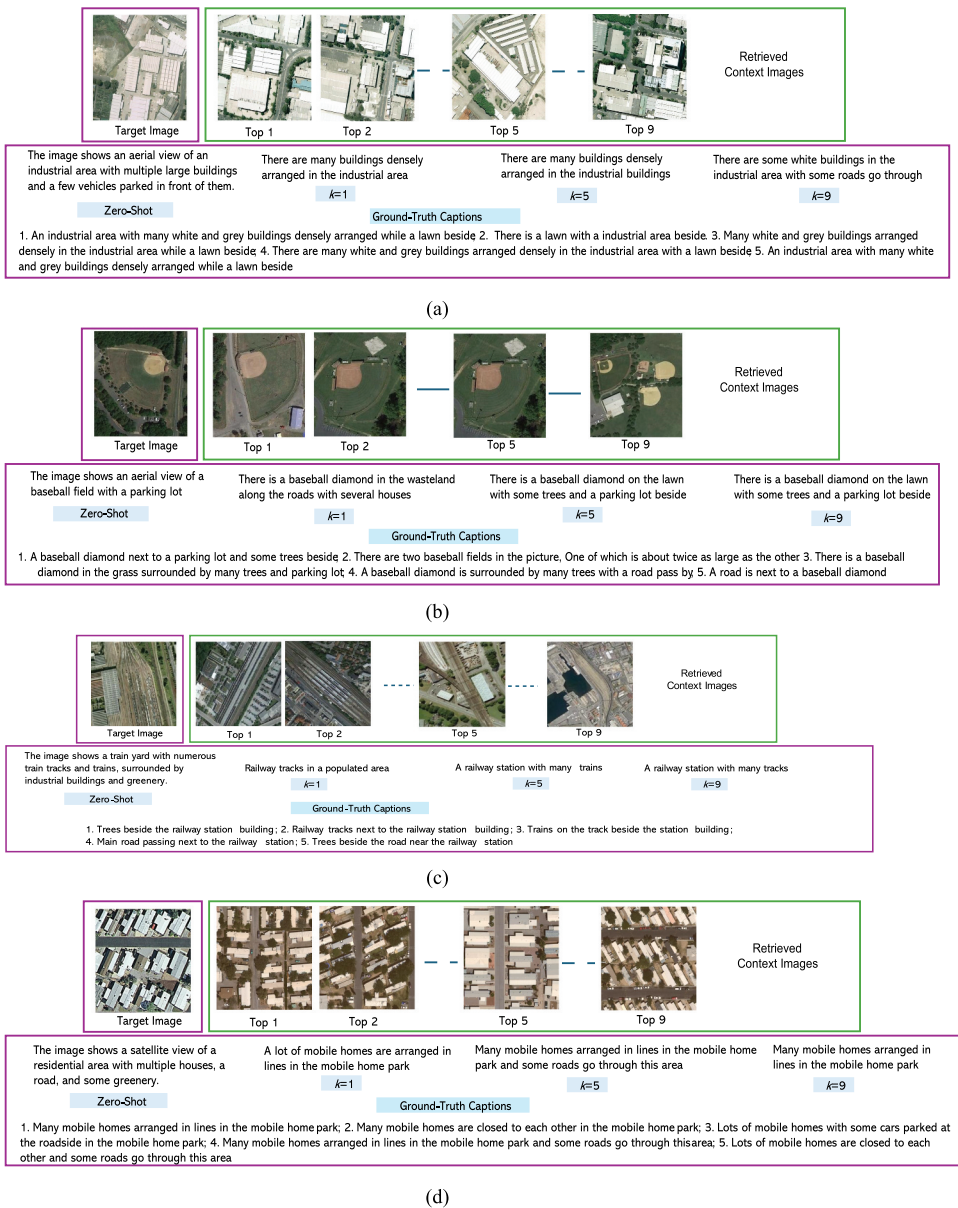 Target Image
Top 1
Top 2
Top 5
Top 9
Retrieved
Context Images
The image shows an aerial view of an
industrial area with multiple large buildings
and a few vehicles parked in front of them.
Zero-Shot
There are many buildings densely
arranged in the industrial area
k=1
There are many buildings densely
arranged in the industrial buildings
k=5
There are some white buildings in the
industrial area with some roads go through
k=9
Ground-Truth Captions
1. An industrial area with many white and grey buildings densely arranged while a lawn beside; 2. There is a lawn with a industrial area beside. 3. Many white and grey buildings arranged
densely in the industrial area while a lawn beside; 4. There are many white and grey buildings arranged densely in the industrial area with a lawn beside; 5. An industrial area with many white
and grey buildings densely arranged while a lawn beside
(a)
Target Image
Top 1
Top 2
Top 5
Top 9
Retrieved
Context Images
The image shows an aerial view of a
baseball field with a parking lot
Zero-Shot
There is a baseball diamond in the wasteland
along the roads with several houses
k=1
There is a baseball diamond on the lawn
with some trees and a parking lot beside
k=5
There is a baseball diamond on the lawn
with some trees and a parking lot beside
k=9
Ground-Truth Captions
1. A baseball diamond next to a parking lot and some trees beside; 2. There are two baseball fields in the picture, One of which is about twice as large as the other 3. There is a baseball
diamond in the grass surrounded by many trees and parking lot; 4. A baseball diamond is surrounded by many trees with a road pass by; 5. A road is next to a baseball diamond
(b)
Target Image
Top 1
Top 2
Top 5
Top 9
Retrieved
Context Images
The image shows a train yard with numerous
train tracks and trains, surrounded by
industrial buildings and greenery.
Zero-Shot
Railway tracks in a populated area
k=1
A railway station with many trains
k=5
A railway station with many tracks
k=9
Ground-Truth Captions
1. Trees beside the railway station building; 2. Railway tracks next to the railway station building; 3. Trains on the track beside the station building;
4. Main road passing next to the railway station; 5. Trees beside the road near the railway station
(c)
Target Image
Top 1
Top 2
Top 5
Top 9
Retrieved
Context Images
The image shows a satellite view of a
residential area with multiple houses, a
road, and some greenery.
Zero-Shot
A lot of mobile homes are arranged in
lines in the mobile home park
k=1
Many mobile homes arranged in lines in the mobile home
park and some roads go through this area
k=5
Many mobile homes arranged in
lines in the mobile home park
k=9
Ground-Truth Captions
1. Many mobile homes arranged in lines in the mobile home park; 2. Many mobile homes are closed to each other in the mobile home park; 3. Lots of mobile homes with some cars parked at
the roadside in the mobile home park; 4. Many mobile homes arranged in lines in the mobile home park and some roads go through this area; 5. Lots of mobile homes are closed to each
other and some roads go through this area
(d)